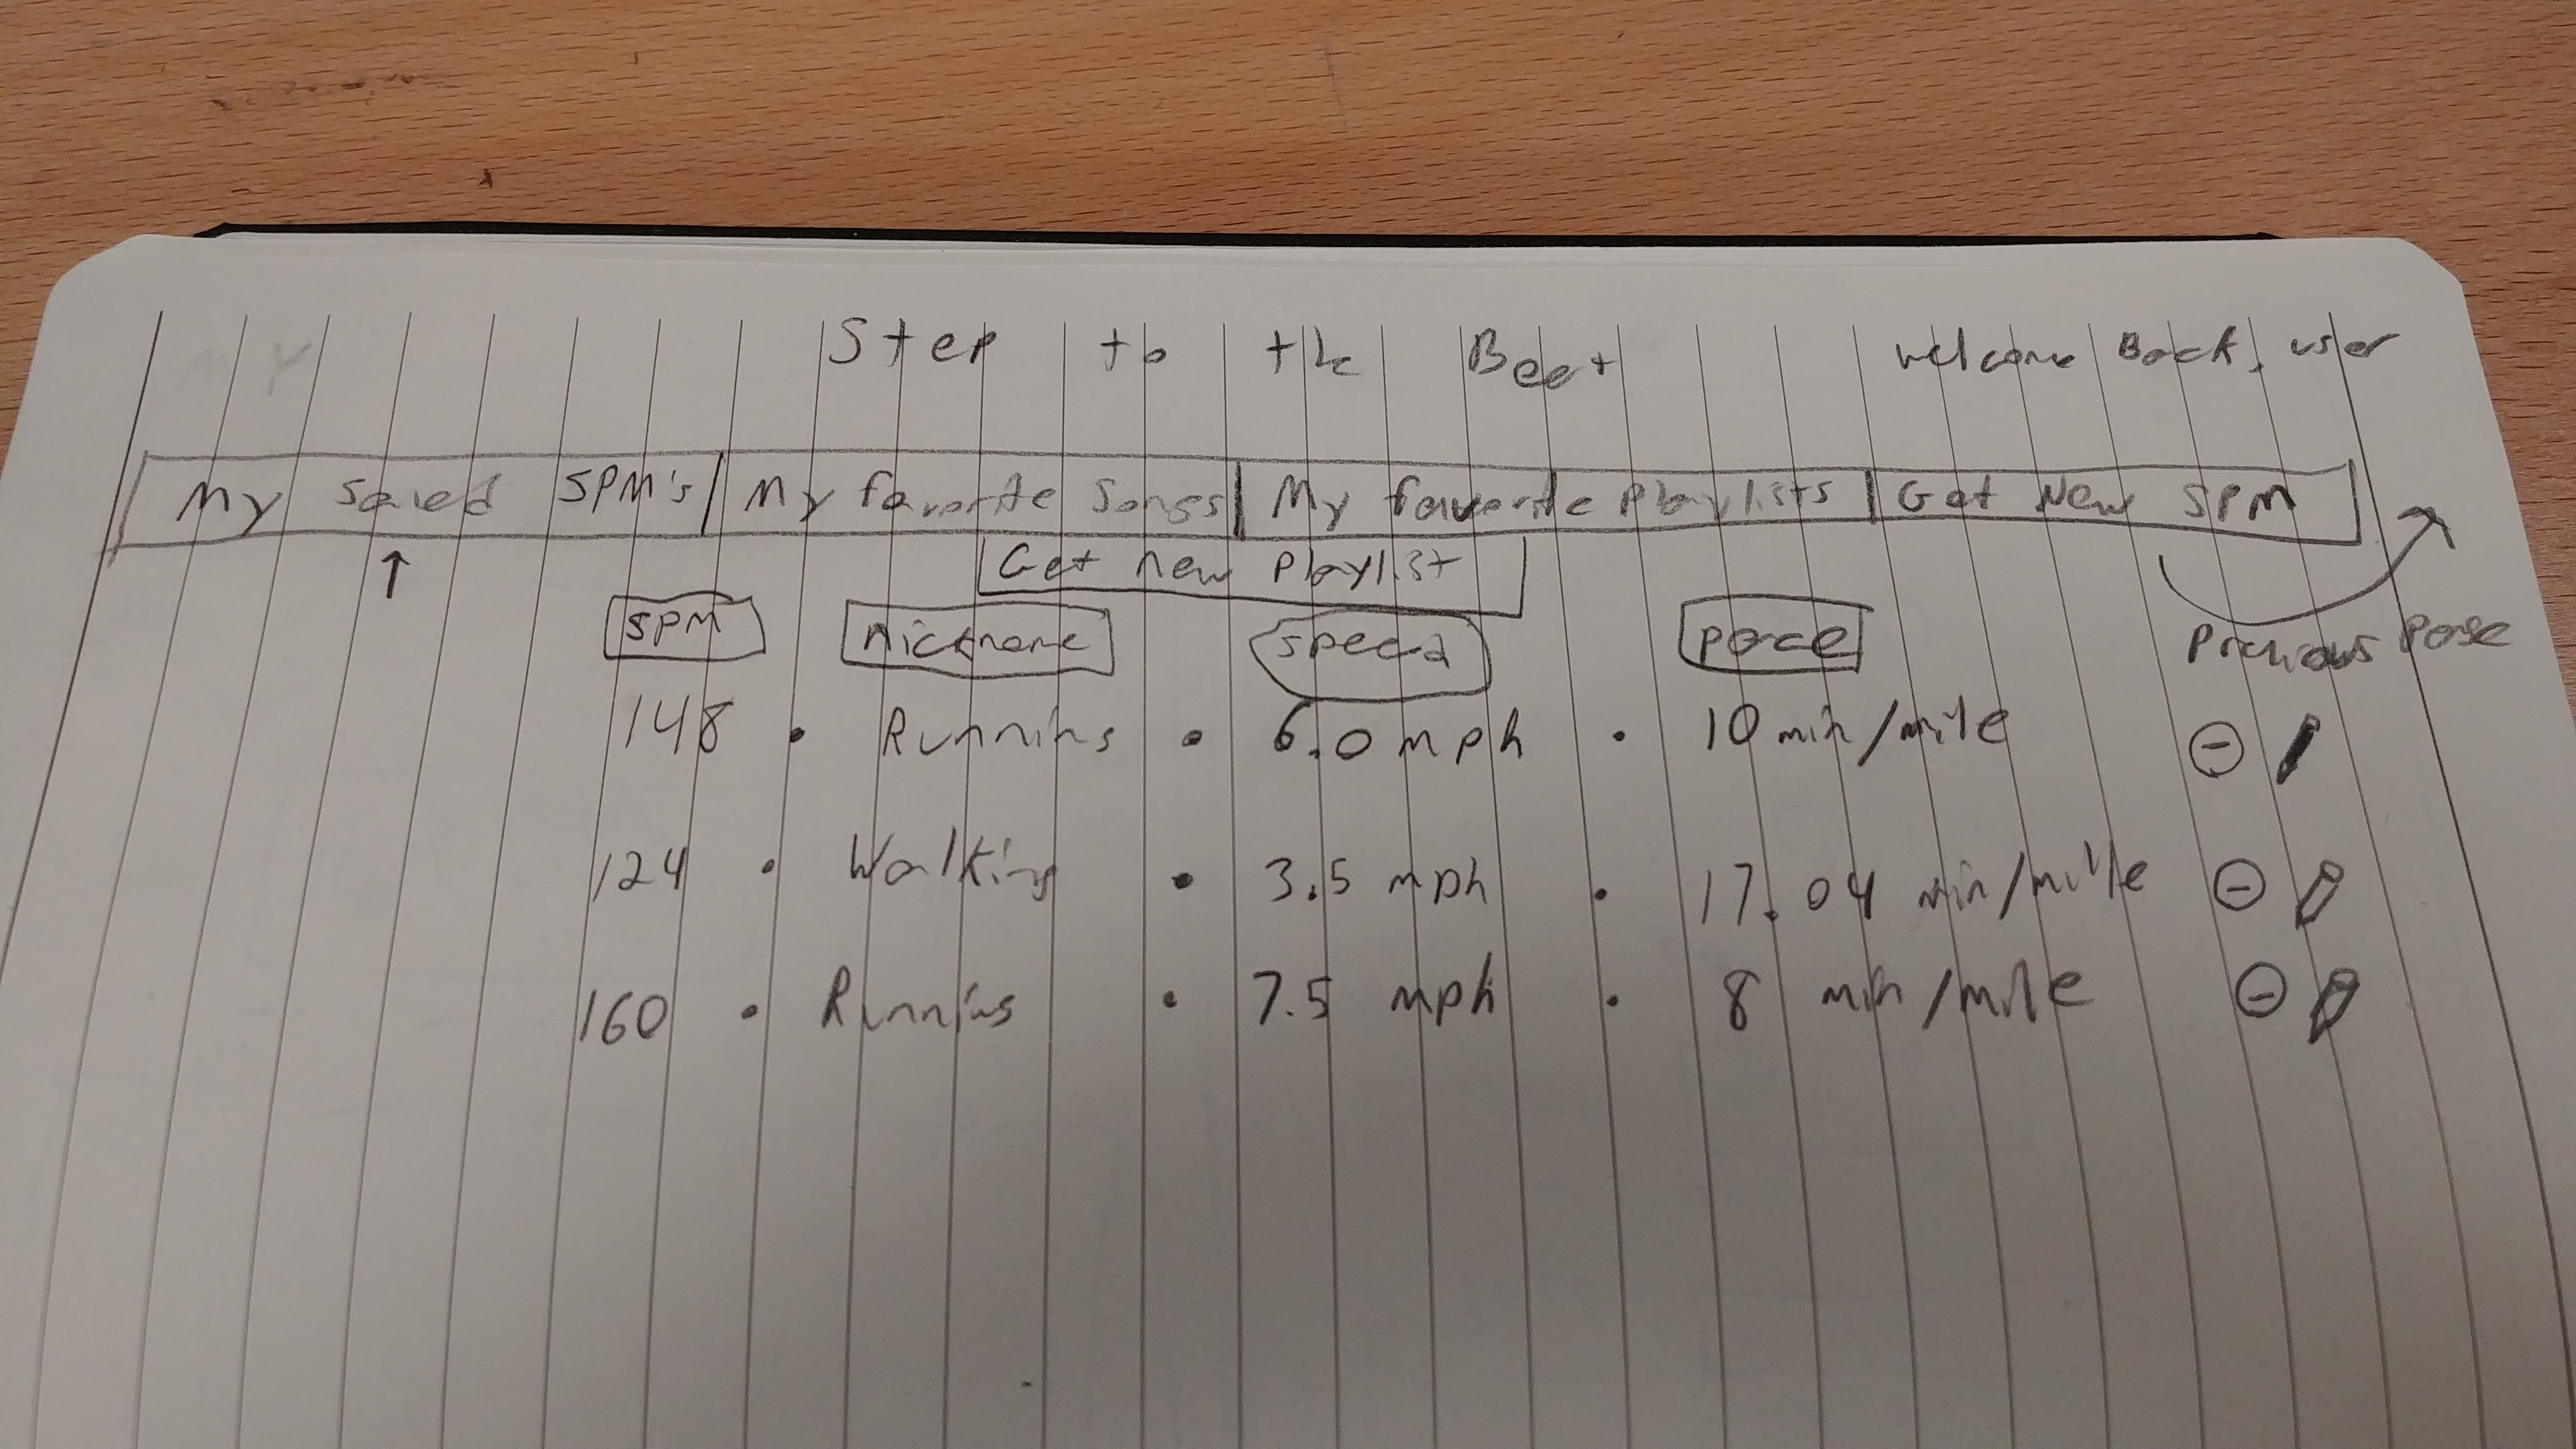 Step to the Beat welcome Back, user
My Saved SPM's | My favorite Songs | My favorite Playlists | Get New SPM
Get new Playlist
SPM nickname speed pace Previous Page
148 • Running • 6.0 mph • 10 min/mile
124 • Walking • 3.5 mph • 17.04 min/mile
160 • Running • 7.5 mph • 8 min/mile